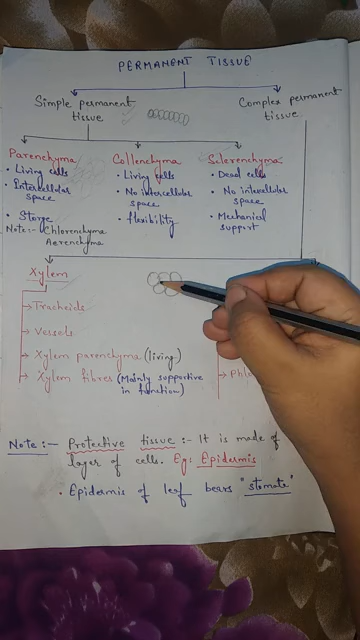 PERMANENT TISSUE
Simple permanent tissue
Complex permanent tissue
Parenchyma
• Living cells
• Intercellular space
• Storge
Note:- Chlorenchyma
Aerenchyma
Collenchyma
• Living cells
• No intercellular space
• flexibility
Sclerenchyma
• Dead cells
• No intercellular space
• Mechanical support
Xylem
→ Tracheids
→ Vessels
→ Xylem parenchyma (living)
→ Xylem fibres (Mainly supportive in function)
Note :- Protective tissue :- It is made of
layer of cells. Eg: Epidermis
• Epidermis of leaf bears "stomate"